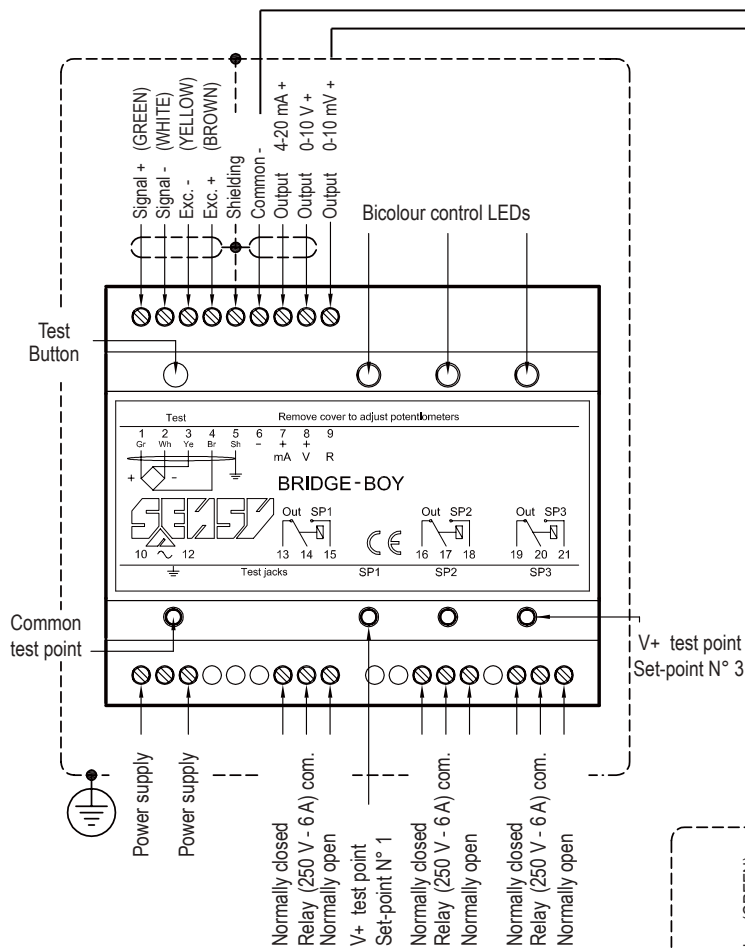 Signal + (GREEN)
Signal - (WHITE)
Exc. - (YELLOW)
Exc. + (BROWN)
Shielding
Common -
Output 4-20 mA +
Output 0-10 V +
Output 0-10 mV +
Bicolour control LEDs
Test
Button
Test Remove cover to adjust potentlometers
1 2 3 4 5 6 7 8 9
Gr Wh Ye Br Sh - + +
mA V R
+ -
BRIDGE-BOY
SENSY
Out SP1 Out SP2 Out SP3
10 12 13 14 15 CE 16 17 18 19 20 21
Test jacks SP1 SP2 SP3
Common
test point
V+ test point
Set-point N° 3
Power supply
Power supply
Normally closed
Relay (250 V - 6 A) com.
Normally open
V+ test point
Set-point N° 1
Normally closed
Relay (250 V - 6 A) com.
Normally open
Normally closed
Relay (250 V - 6 A) com.
Normally open